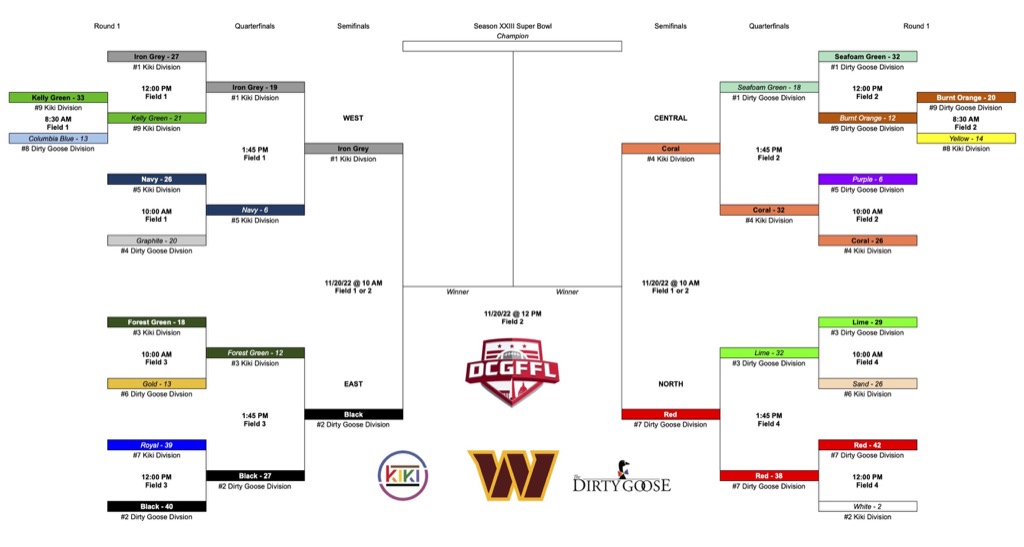 Round 1
Quarterfinals
Semifinals
Season XXIII Super Bowl
Champion
Semifinals
Quarterfinals
Round 1
Iron Grey - 27
#1 Kiki Division
12:00 PM
Field 1
Kelly Green - 33
#9 Kiki Division
8:30 AM
Field 1
Columbia Blue - 13
#8 Dirty Goose Division
Kelly Green - 21
#9 Kiki Division
Iron Grey - 19
#1 Kiki Division
1:45 PM
Field 1
Navy - 26
#5 Kiki Division
10:00 AM
Field 1
Graphite - 20
#4 Dirty Goose Division
Navy - 6
#5 Kiki Division
WEST
Iron Grey
#1 Kiki Division
11/20/22 @ 10 AM
Field 1 or 2
Forest Green - 18
#3 Kiki Division
10:00 AM
Field 3
Gold - 13
#6 Dirty Goose Division
Forest Green - 12
#3 Kiki Division
1:45 PM
Field 3
Royal - 39
#7 Kiki Division
12:00 PM
Field 3
Black - 40
#2 Dirty Goose Division
Black - 27
#2 Dirty Goose Division
EAST
Black
#2 Dirty Goose Division
Winner
Winner
11/20/22 @ 12 PM
Field 2
DCGFFL
KIKI
W
The
DIRTY GOOSE
CENTRAL
Coral
#4 Kiki Division
11/20/22 @ 10 AM
Field 1 or 2
NORTH
Red
#7 Dirty Goose Division
Seafoam Green - 18
#1 Dirty Goose Division
1:45 PM
Field 2
Coral - 32
#4 Kiki Division
Lime - 32
#3 Dirty Goose Division
1:45 PM
Field 4
Red - 38
#7 Dirty Goose Division
Seafoam Green - 32
#1 Dirty Goose Division
12:00 PM
Field 2
Burnt Orange - 12
#9 Dirty Goose Division
Burnt Orange - 20
#9 Dirty Goose Division
8:30 AM
Field 2
Yellow - 14
#8 Kiki Division
Purple - 6
#5 Dirty Goose Division
10:00 AM
Field 2
Coral - 26
#4 Kiki Division
Lime - 29
#3 Dirty Goose Division
10:00 AM
Field 4
Sand - 26
#6 Kiki Division
Red - 42
#7 Dirty Goose Division
12:00 PM
Field 4
White - 2
#2 Kiki Division